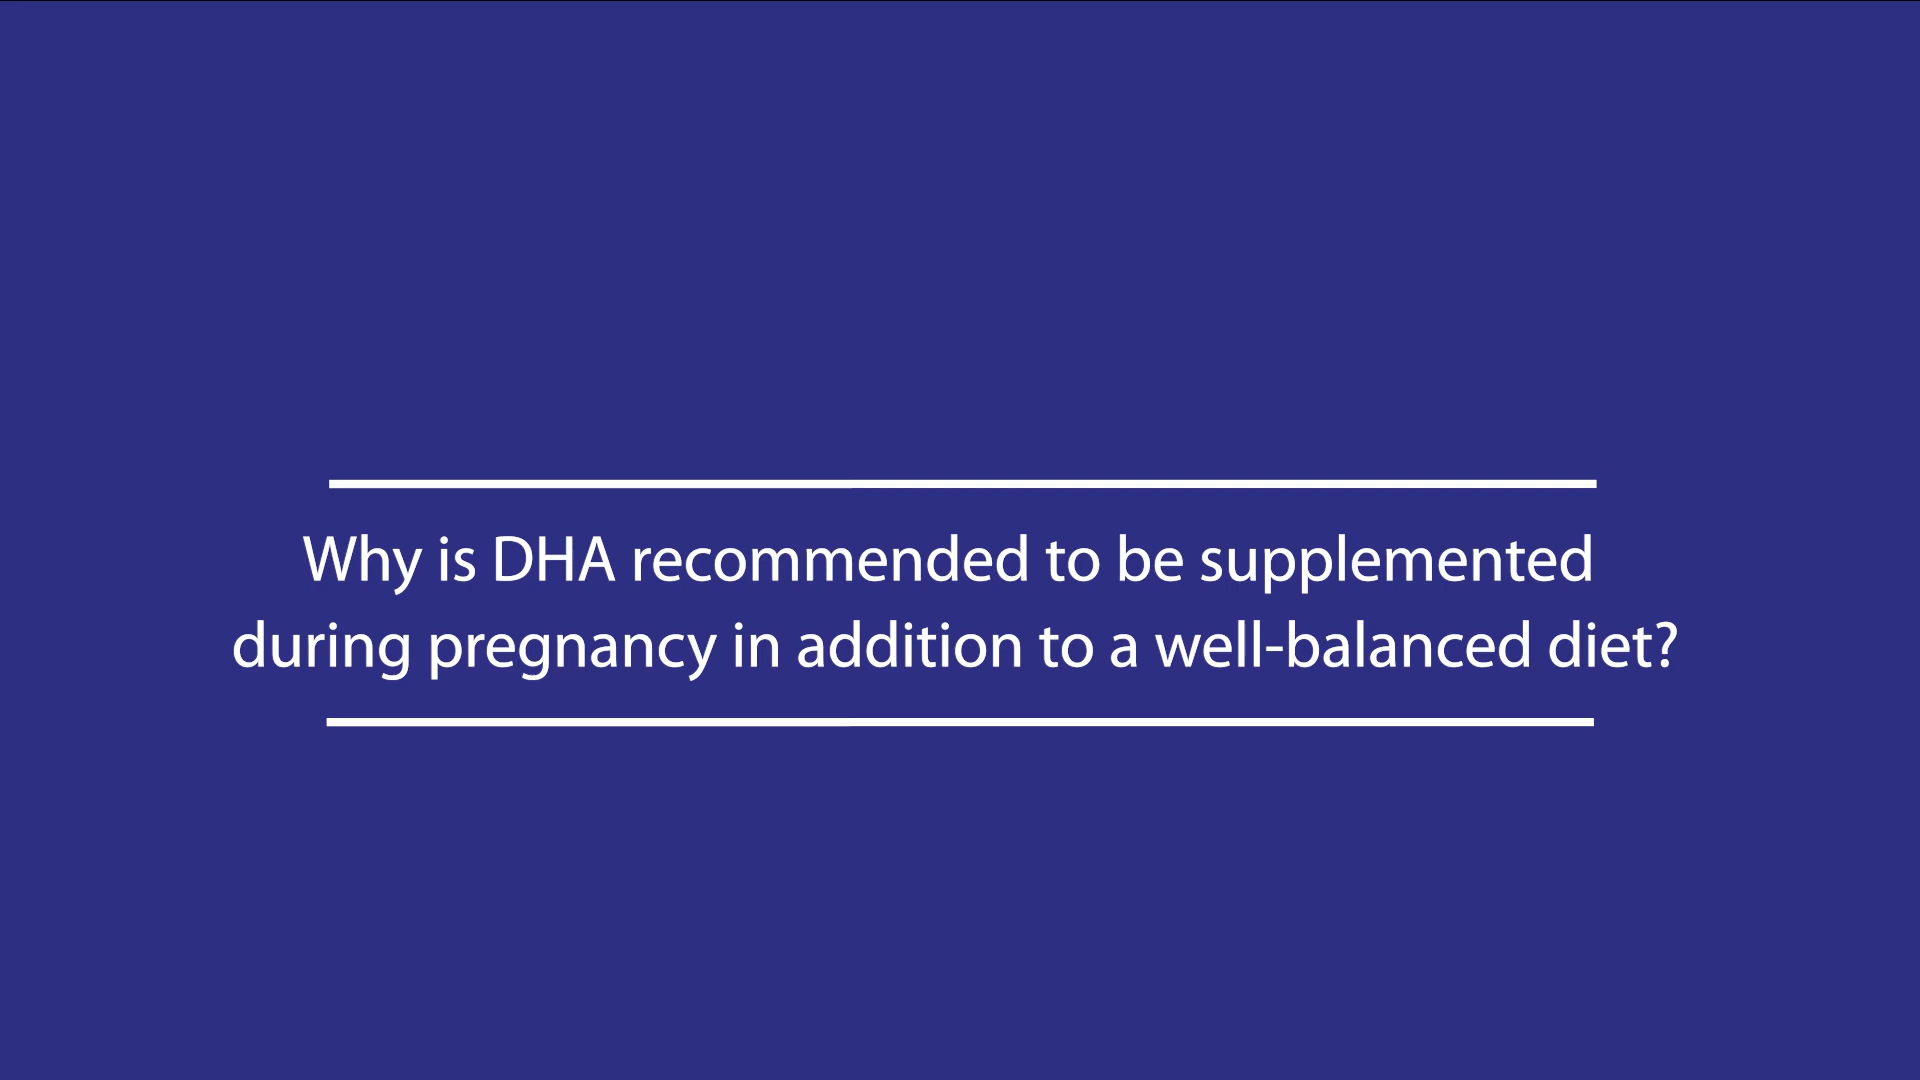 Why is DHA recommended to be supplemented
during pregnancy in addition to a well-balanced diet?